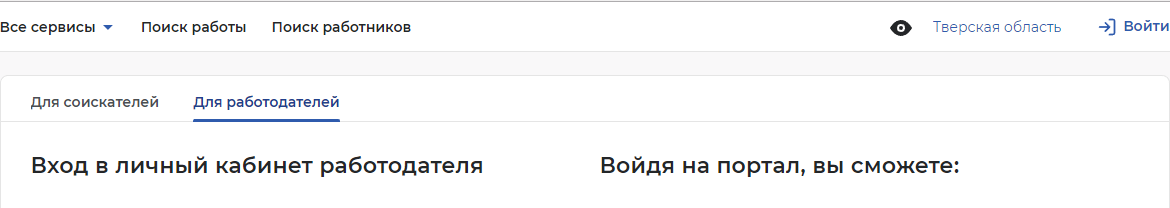 Все сервисы Поиск работы Поиск работников Тверская область Войти
Для соискателей Для работодателей
Вход в личный кабинет работодателя Войдя на портал, вы сможете: